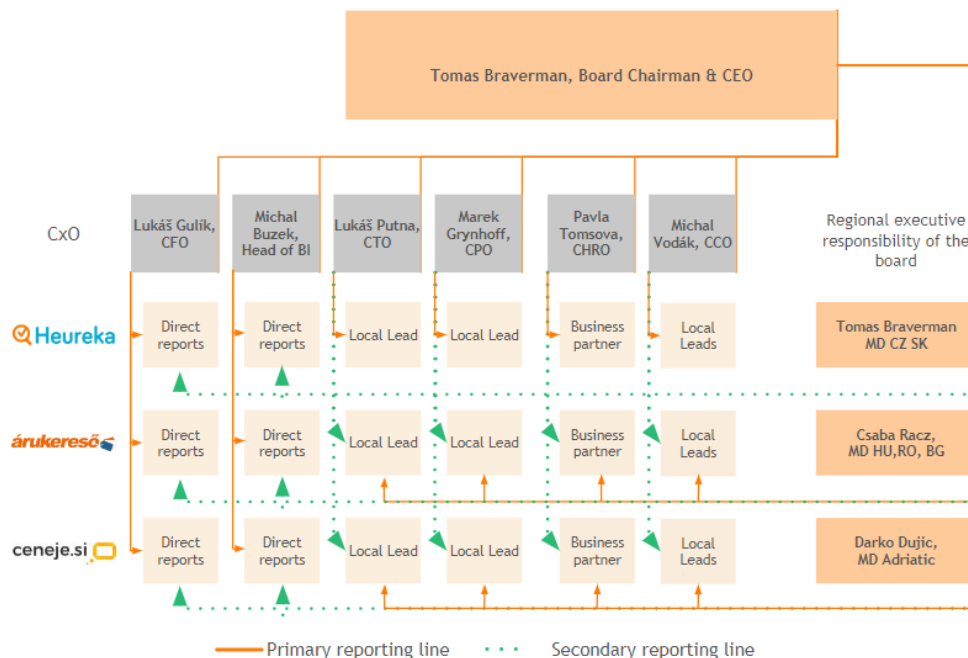 Tomas Braverman, Board Chairman & CEO
CxO
Lukáš Gulík,
CFO
Michal
Buzek,
Head of BI
Lukáš Putna,
CTO
Marek
Grynhoff,
CPO
Pavla
Tomsova,
CHRO
Michal
Vodák, CCO
Regional executive
responsibility of the
board
Heureka
Direct
reports
Direct
reports
Local Lead
Local Lead
Business
partner
Local
Leads
Tomas Braverman
MD CZ SK
árukereső
Direct
reports
Direct
reports
Local Lead
Local Lead
Business
partner
Local
Leads
Csaba Racz,
MD HU,RO, BG
ceneje.si
Direct
reports
Direct
reports
Local Lead
Local Lead
Business
partner
Local
Leads
Darko Dujic,
MD Adriatic
Primary reporting line
Secondary reporting line